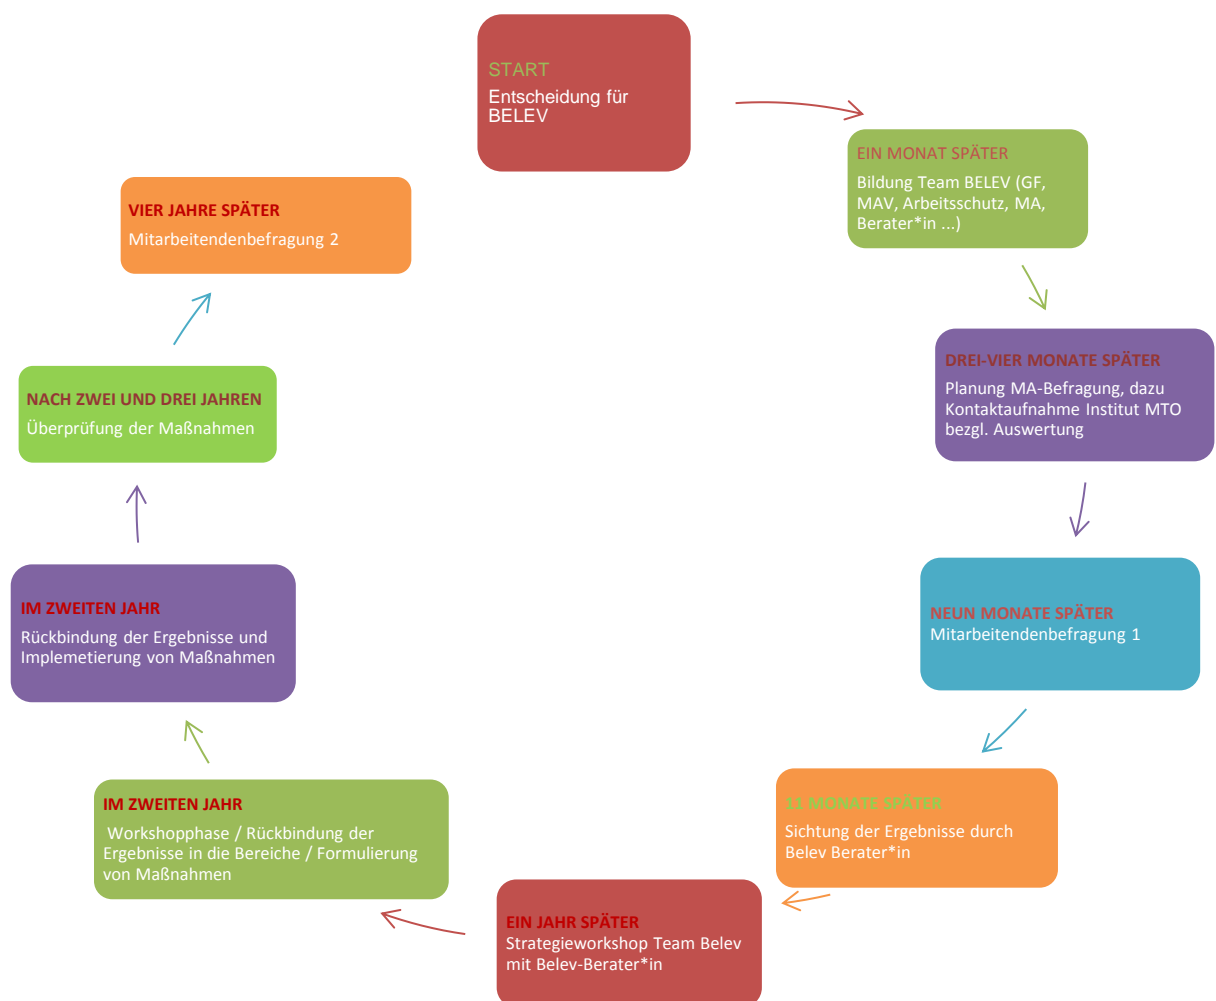 START
Entscheidung für
BELEV
EIN MONAT SPÄTER
Bildung Team BELEV (GF,
MAV, Arbeitsschutz, MA,
Berater*in ...)
DREI-VIER MONATE SPÄTER
Planung MA-Befragung, dazu
Kontaktaufnahme Institut MTO
bezgl. Auswertung
NEUN MONATE SPÄTER
Mitarbeitendenbefragung 1
11 MONATE SPÄTER
Sichtung der Ergebnisse durch
Belev Berater*in
EIN JAHR SPÄTER
Strategieworkshop Team Belev
mit Belev-Berater*in
IM ZWEITEN JAHR
Workshopphase / Rückbindung der
Ergebnisse in die Bereiche / Formulierung
von Maßnahmen
IM ZWEITEN JAHR
Rückbindung der Ergebnisse und
Implemetierung von Maßnahmen
NACH ZWEI UND DREI JAHREN
Überprüfung der Maßnahmen
VIER JAHRE SPÄTER
Mitarbeitendenbefragung 2